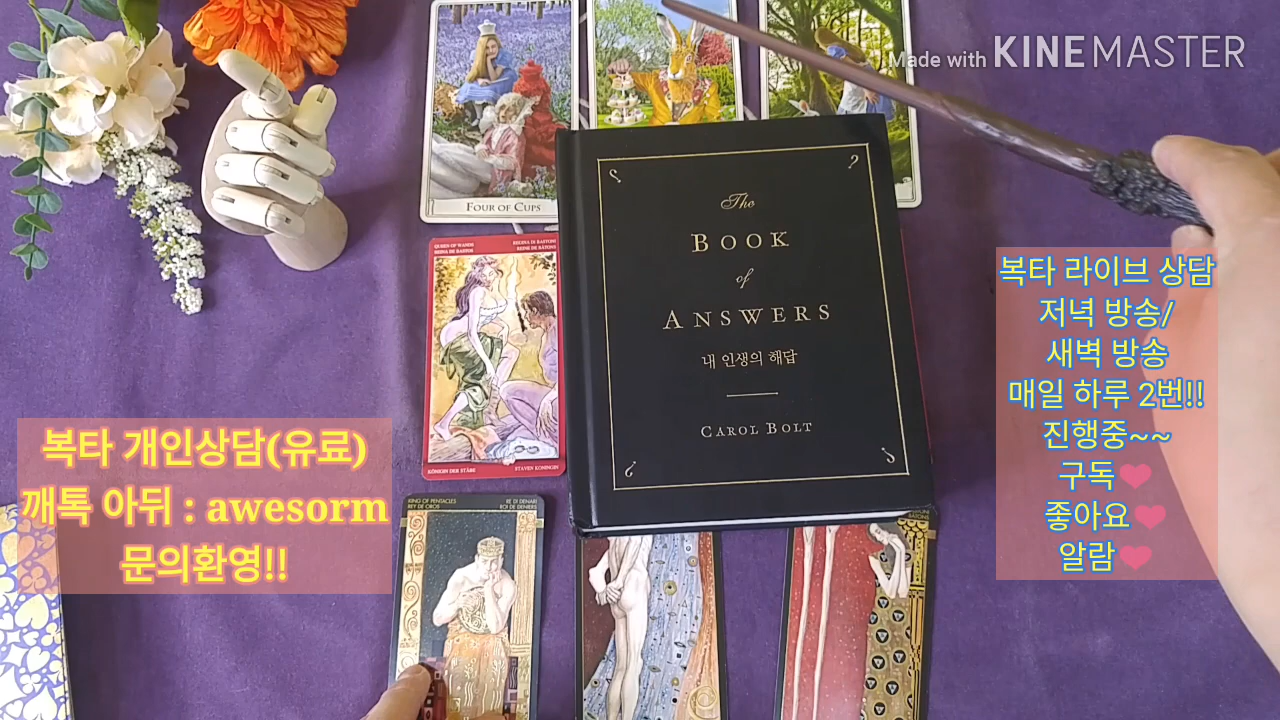 Made with KINEMASTER
FOUR OF CUPS
QUEEN OF WANDS
REINA DE BASTOS
REGINA DI BASTONI
REINE DE BÂTONS
KÖNIGIN DER STÄBE
STAVEN KONINGIN
The
BOOK
of
ANSWERS
내 인생의 해답
CAROL BOLT
복타 라이브 상담
저녁 방송/
새벽 방송
매일 하루 2번!!
진행중~~
구독❤
좋아요❤
알람❤
복타 개인상담(유료)
깨톡 아뒤 : awesorm
문의환영!!
KING OF PENTACLES
REY DE OROS
RE DI DENARI
ROI DE DENIERS